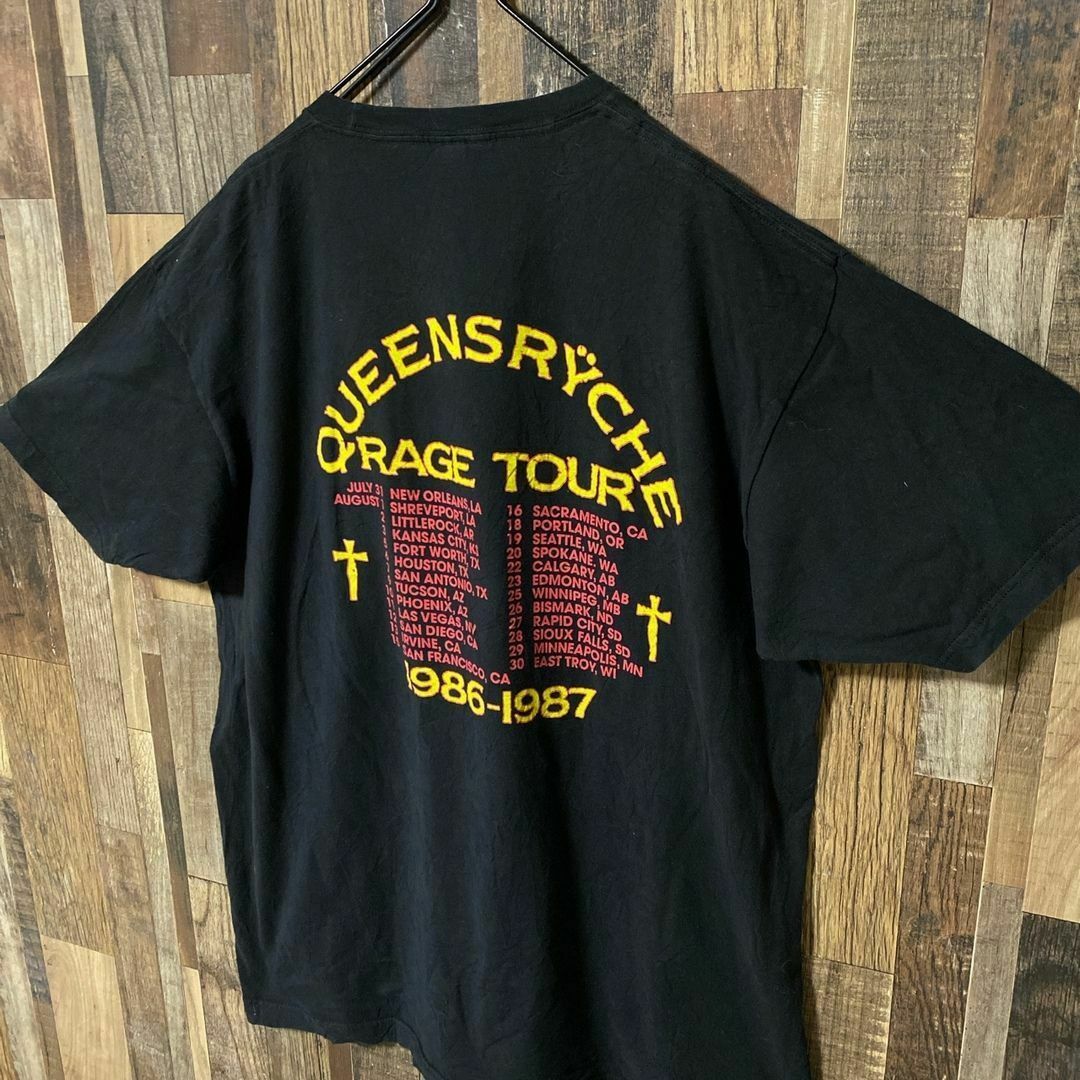 QUEENSRŸCHE
RAGE TOUR
JULY 31 NEW ORLEANS, LA
AUGUST 1 SHREVEPORT, LA
2 LITTLEROCK, AR
3 KANSAS CITY,
FORT WORTH, TX
HOUSTON, TX
SAN ANTONIO, TX
TUCSON, AZ
PHOENIX, AZ
LAS VEGAS, NV
SAN DIEGO, CA
IRVINE, CA
SAN FRANCISCO, CA
16 SACRAMENTO, CA
18 PORTLAND, OR
19 SEATTLE, WA
20 SPOKANE, WA
22 CALGARY, AB
23 EDMONTON, AB
25 WINNIPEG, MB
26 BISMARK, ND
27 RAPID CITY, SD
28 SIOUX FALLS, SD
29 MINNEAPOLIS, MN
30 EAST TROY, WI
1986-1987